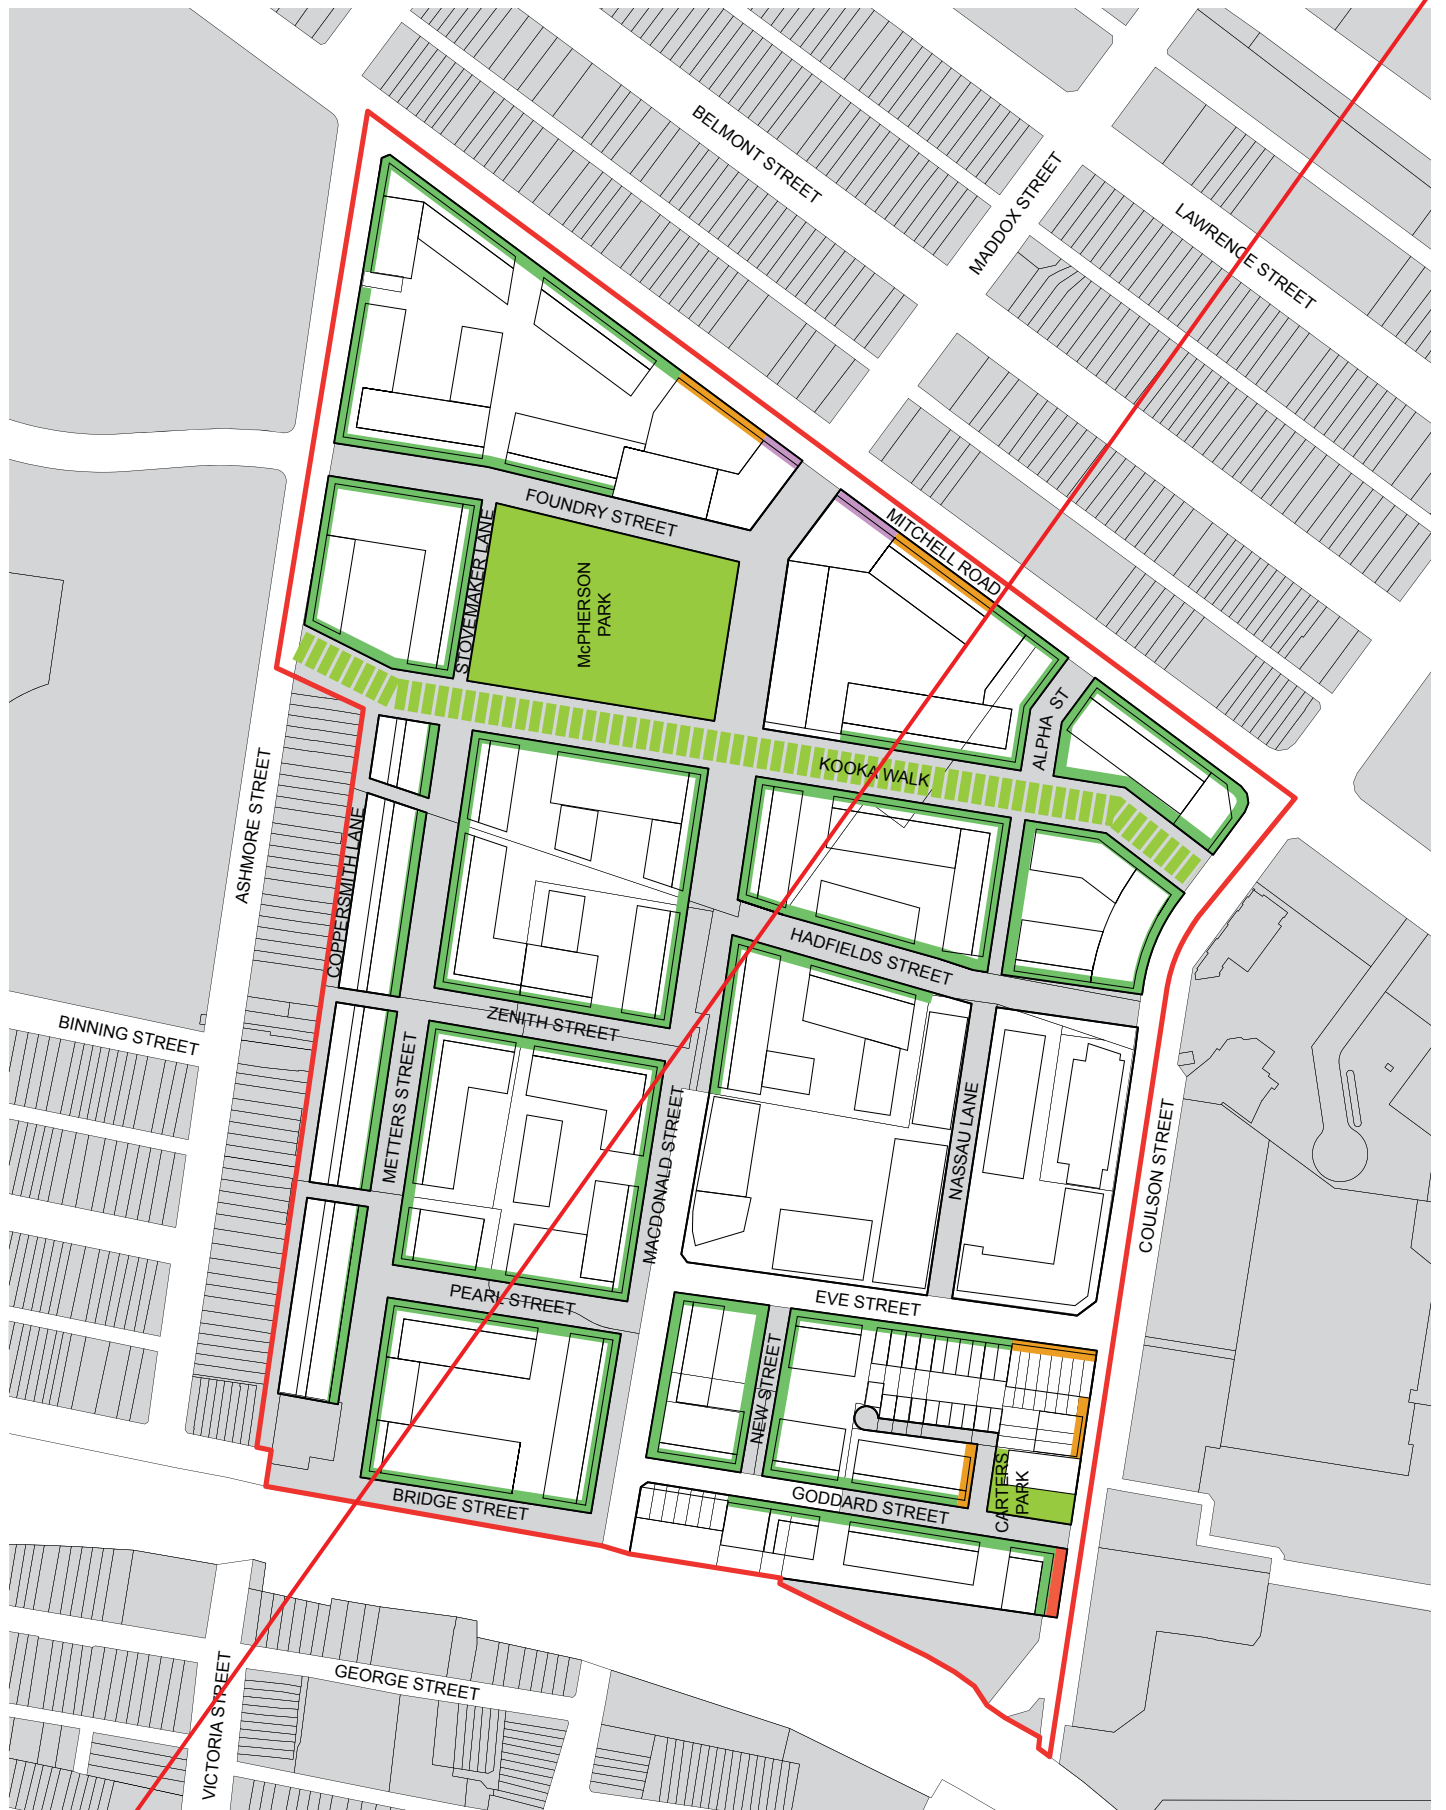 BELMONT STREET
MADDOX STREET
LAWRENCE STREET
FOUNDRY STREET
STOVEMAKER LANE
McPHERSON
PARK
MITCHELL ROAD
ALPHA ST
KOOKA WALK
ASHMORE STREET
COPPERSMITH LANE
HADFIELDS STREET
ZENITH STREET
BINNING STREET
METTERS STREET
MACDONALD STREET
NASSAU LANE
COULSON STREET
PEARL STREET
EVE STREET
NEW STREET
CARTERS
PARK
GODDARD STREET
BRIDGE STREET
GEORGE STREET
VICTORIA STREET